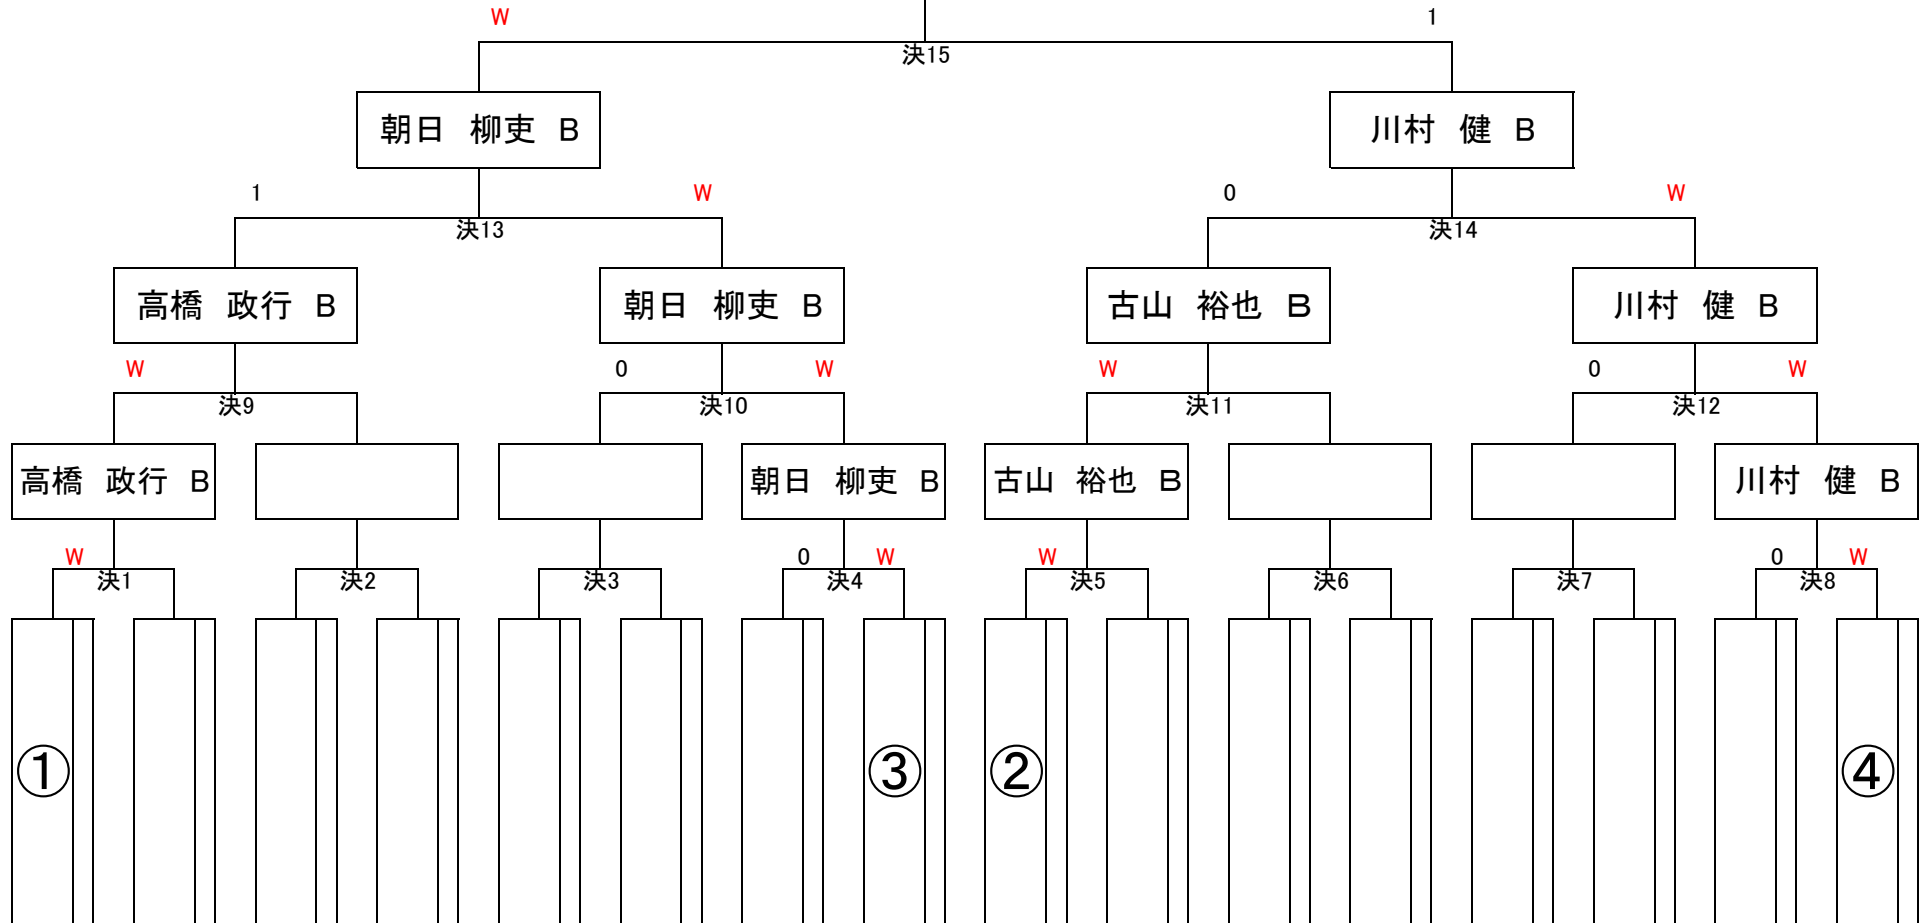 W 1
決15
朝日 柳吏 B 川村 健 B
1 W 0 W
決13 決14
高橋 政行 B 朝日 柳吏 B 古山 裕也 B 川村 健 B
W 0 W W 0 W
決9 決10 決11 決12
高橋 政行 B 朝日 柳吏 B 古山 裕也 B 川村 健 B
W 0 W W 0 W
決1 決2 決3 決4 決5 決6 決7 決8
① ③ ② ④